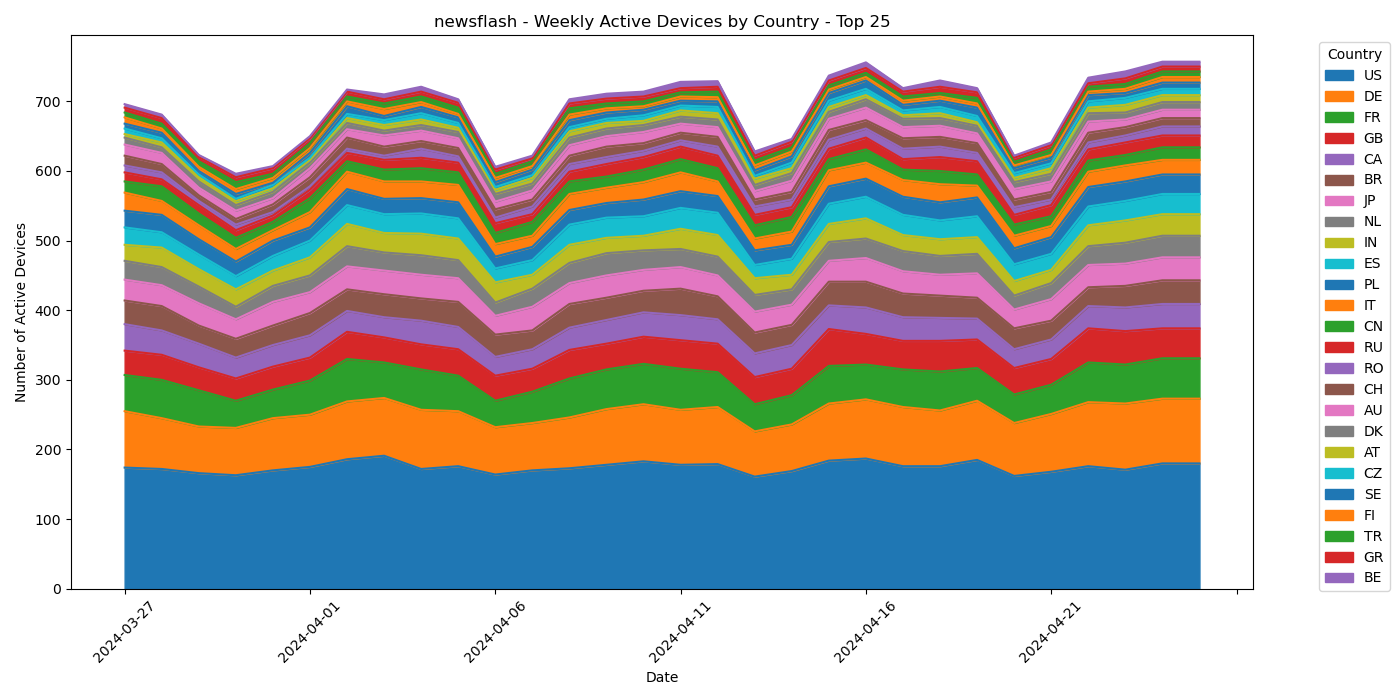 newsflash - Weekly Active Devices by Country - Top 25
Number of Active Devices
700
600
500
400
300
200
100
0
2024-03-27
2024-04-01
2024-04-06
2024-04-11
2024-04-16
2024-04-21
Date
Country
US
DE
FR
GB
CA
BR
JP
NL
IN
ES
PL
IT
CN
RU
RO
CH
AU
DK
AT
CZ
SE
FI
TR
GR
BE